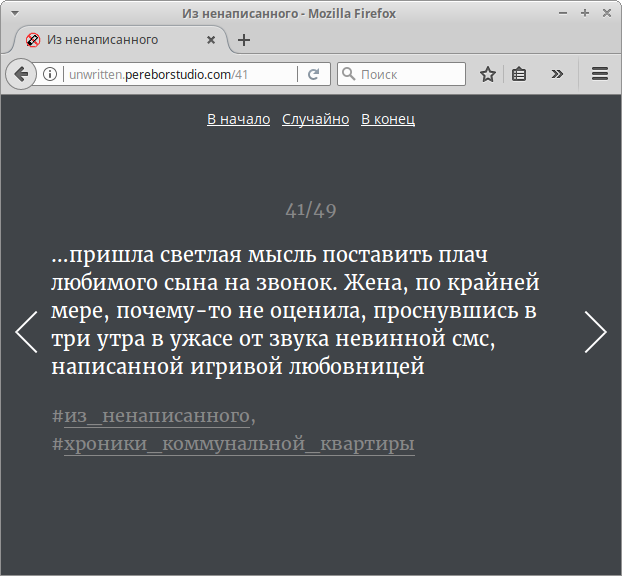 Из ненаписанного - Mozilla Firefox
Из ненаписанного
unwritten.pereborstudio.com/41
Поиск
В начало Случайно В конец
41/49
...пришла светлая мысль поставить плач
любимого сына на звонок. Жена, по крайней
мере, почему-то не оценила, проснувшись в
три утра в ужасе от звука невинной смс,
написанной игривой любовницей
#из_ненаписанного,
#хроники_коммунальной_квартиры